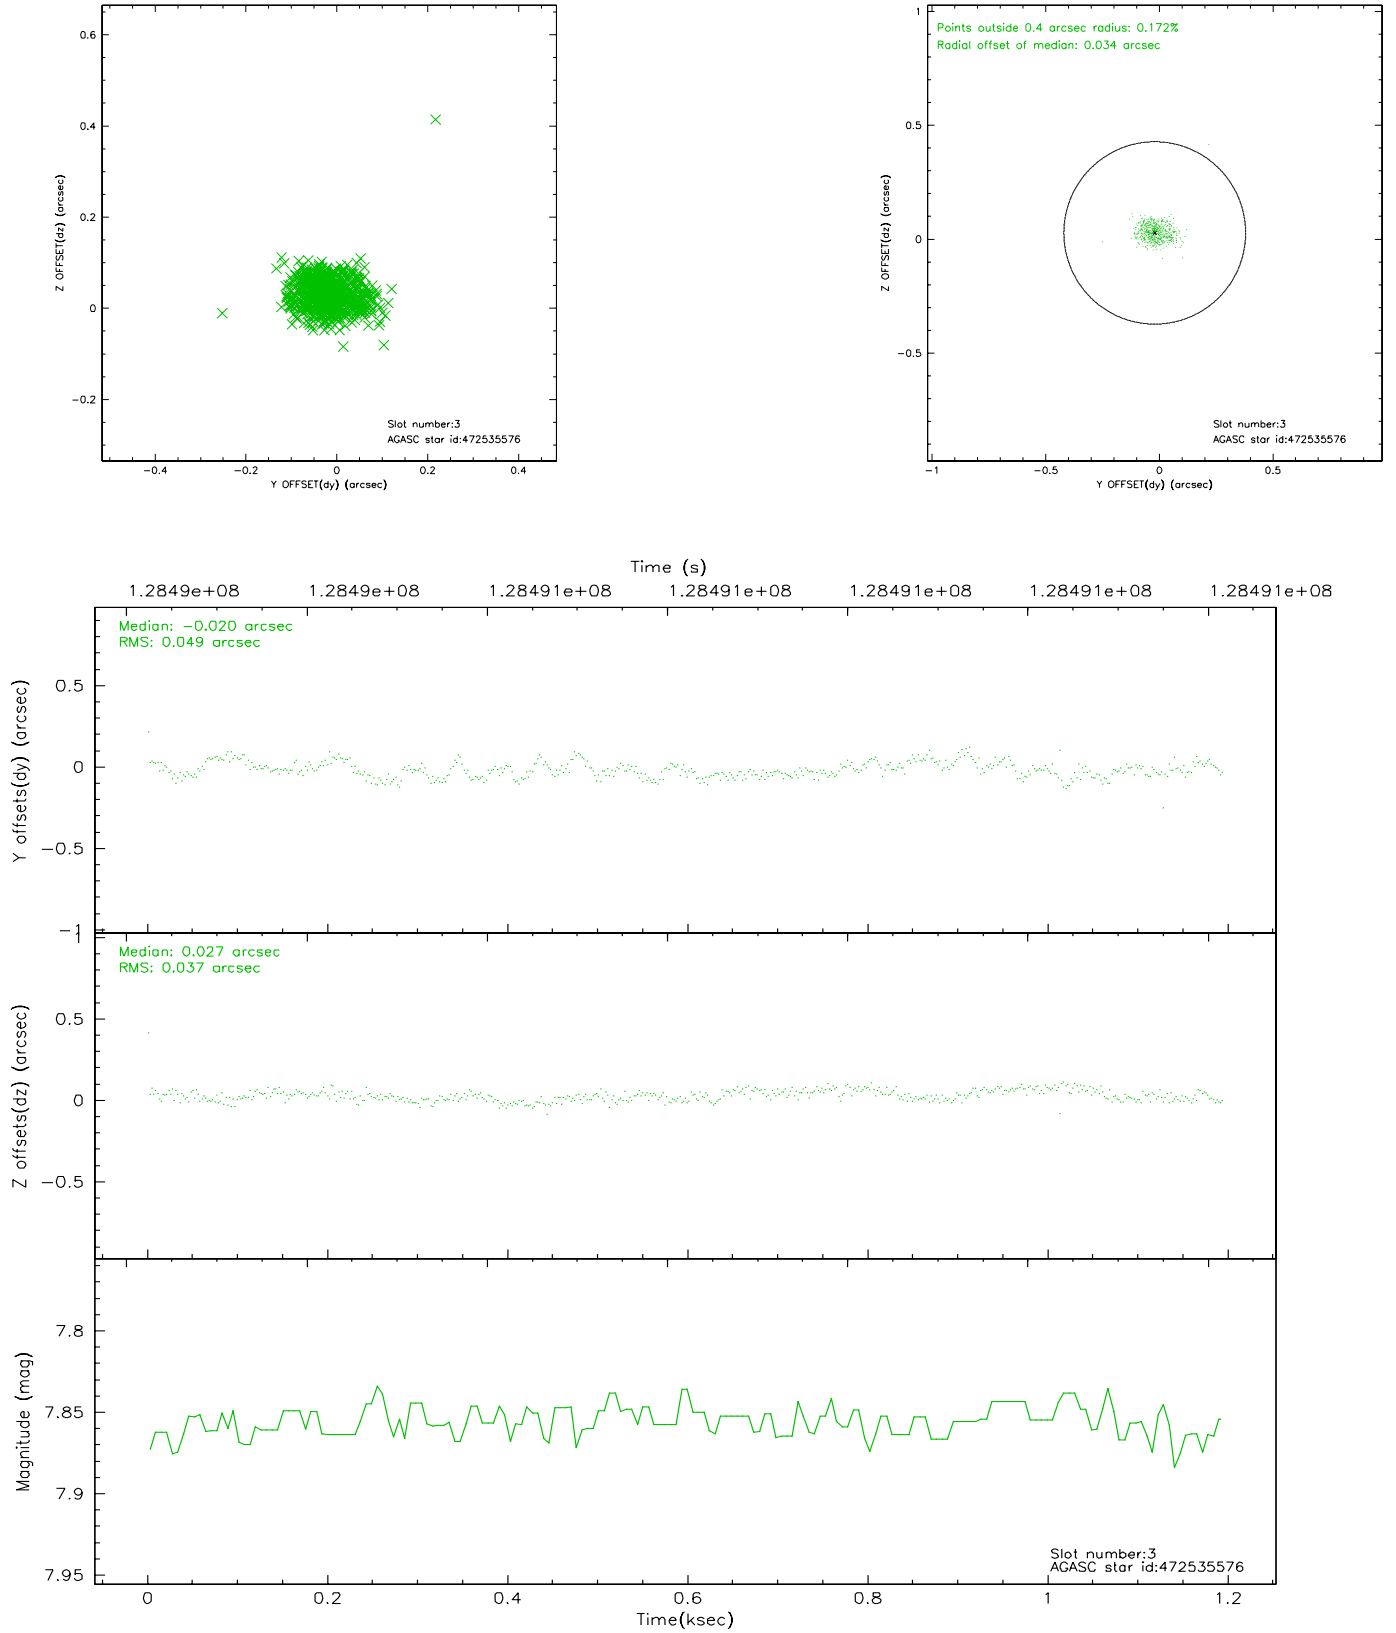 0.6
0.4
0.2
0
−0.2
Z OFFSET(dz) (arcsec)
Slot number:3
AGASC star id:472535576
−0.4 −0.2 0 0.2 0.4
Y OFFSET(dy) (arcsec)
Points outside 0.4 arcsec radius: 0.172%
Radial offset of median: 0.034 arcsec
1
0.5
0
−0.5
Z OFFSET(dz) (arcsec)
Slot number:3
AGASC star id:472535576
−1 −0.5 0 0.5
Y OFFSET(dy) (arcsec)
Time (s)
1.2849e+08 1.2849e+08 1.28491e+08 1.28491e+08 1.28491e+08 1.28491e+08 1.28491e+08
Median: −0.020 arcsec
RMS: 0.049 arcsec
0.5
0
−0.5
−1
Y offsets(dy) (arcsec)
Median: 0.027 arcsec
RMS: 0.037 arcsec
1
0.5
0
−0.5
Z offsets(dz) (arcsec)
7.8
7.85
7.9
7.95
Magnitude (mag)
Slot number:3
AGASC star id:472535576
0 0.2 0.4 0.6 0.8 1 1.2
Time(ksec)